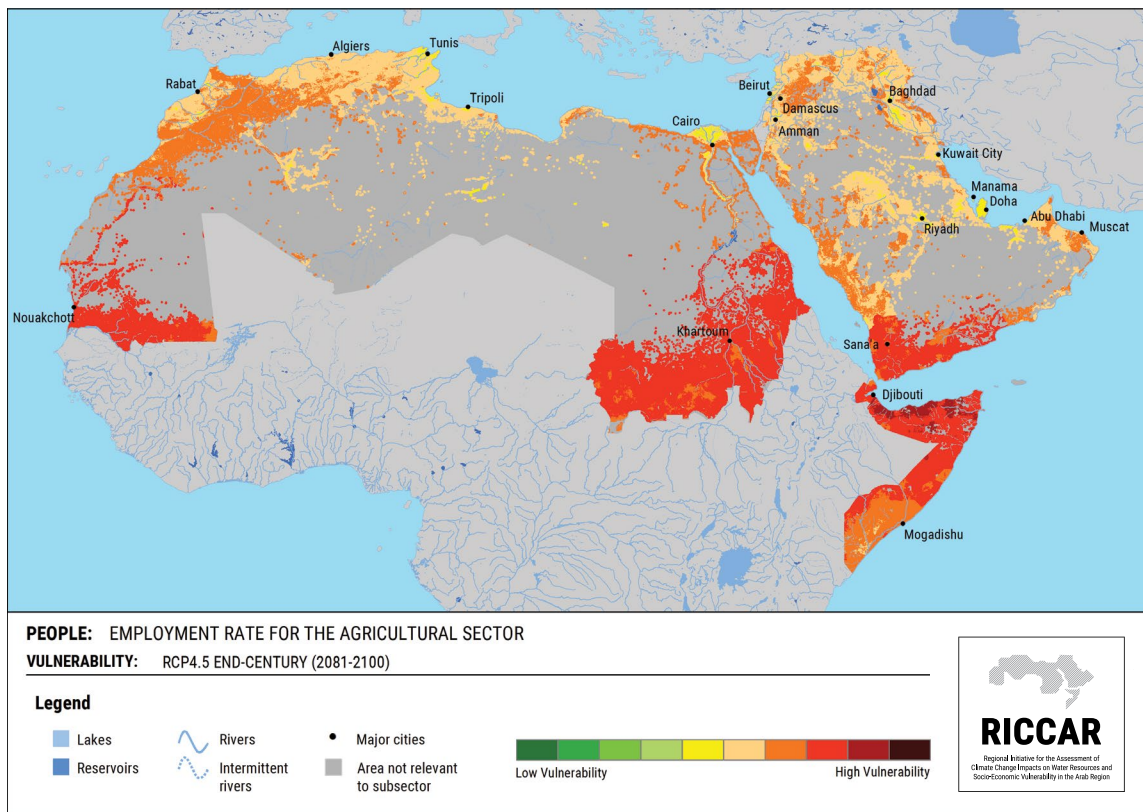 Algiers
Tunis
Rabat
Tripoli
Beirut
Damascus
Baghdad
Cairo
Amman
Kuwait City
Manama
Doha
Riyadh
Abu Dhabi
Muscat
Nouakchott
Khartoum
Sana'a
Djibouti
Mogadishu
PEOPLE: EMPLOYMENT RATE FOR THE AGRICULTURAL SECTOR
VULNERABILITY: RCP4.5 END-CENTURY (2081-2100)
Legend
Lakes
Reservoirs
Rivers
Intermittent
rivers
Major cities
Area not relevant
to subsector
Low Vulnerability
High Vulnerability
RICCAR
Regional Initiative for the Assessment of
Climate Change Impacts on Water Resources and
Socio-Economic Vulnerability in the Arab Region